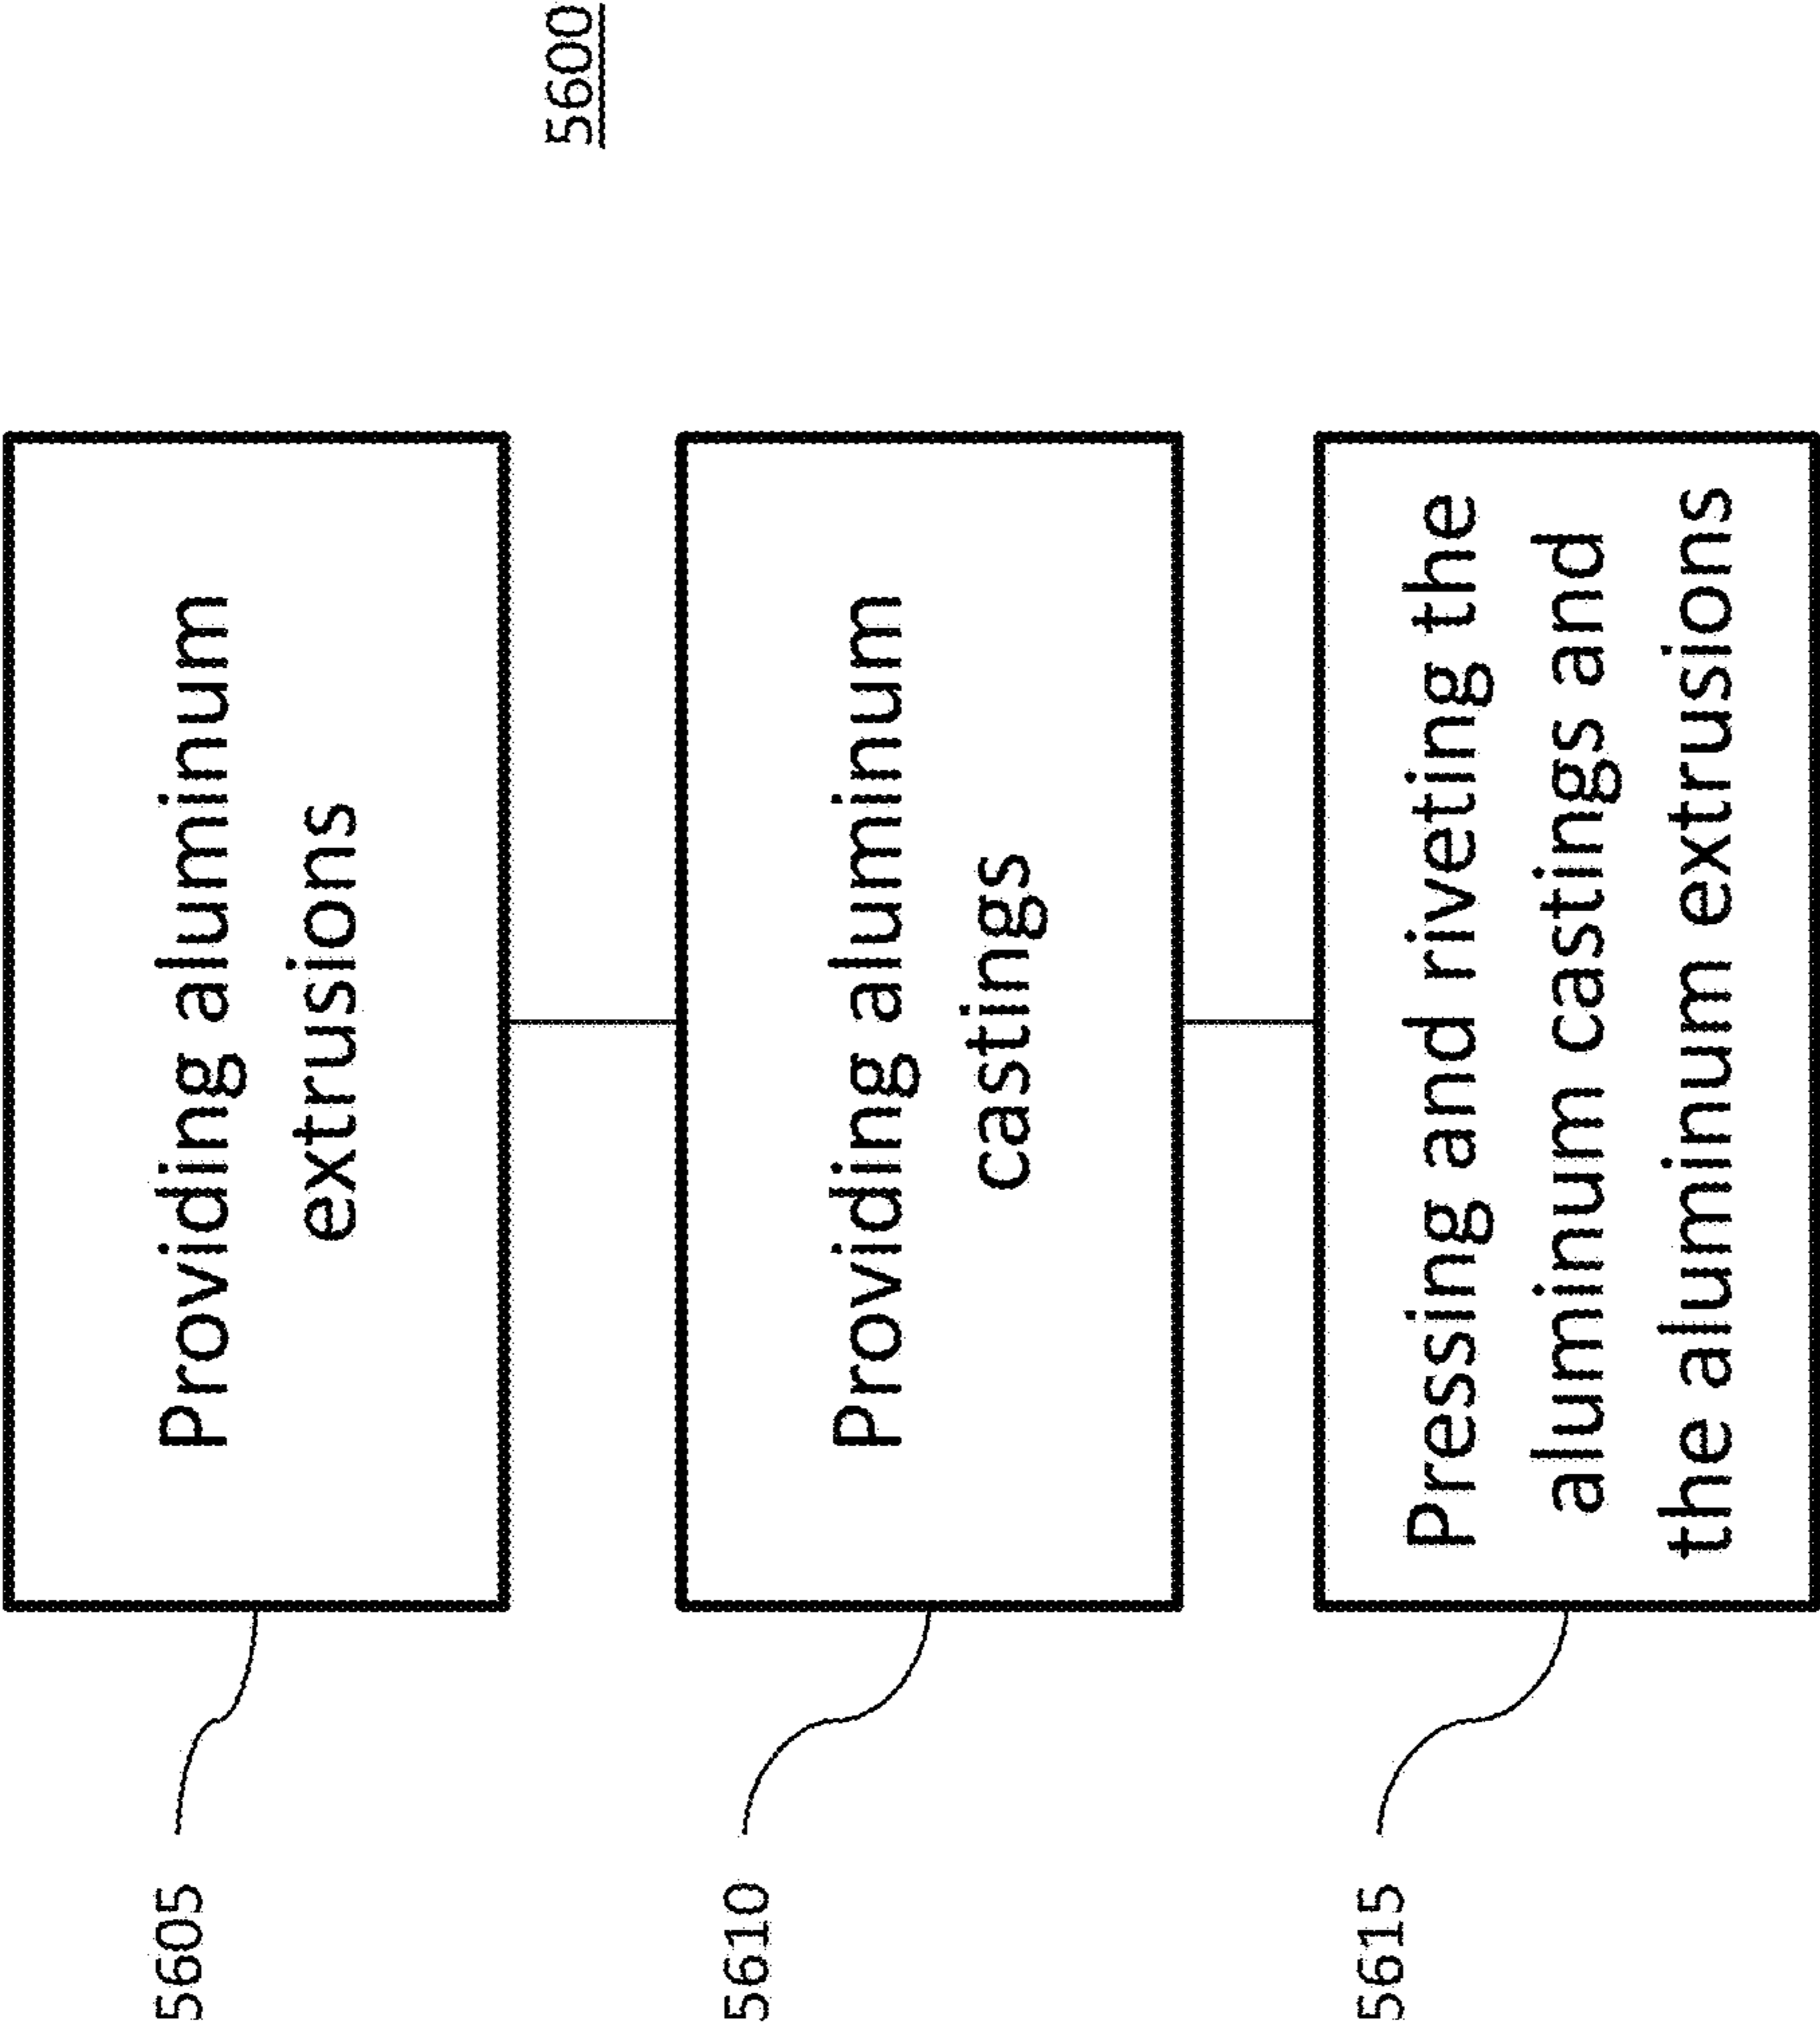 5600
5605
Providing aluminum
extrusions
5610
Providing aluminum
castings
5615
Pressing and riveting the
aluminum castings and
the aluminum extrusions